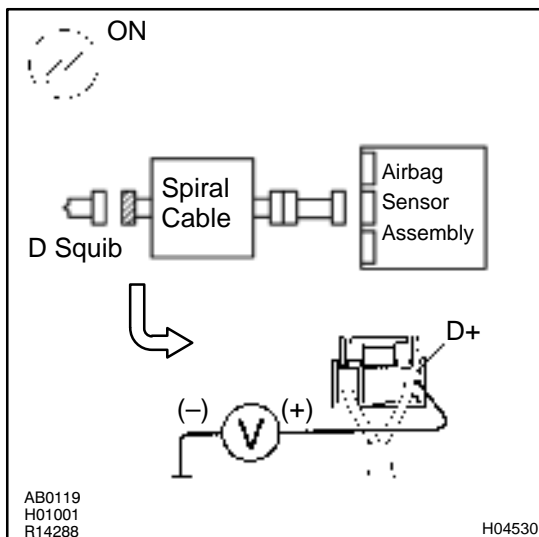 ON
Spiral
Cable
Airbag
Sensor
Assembly
D Squib
D+
(–)
(+)
V
AB0119
H01001
R14288
H04530